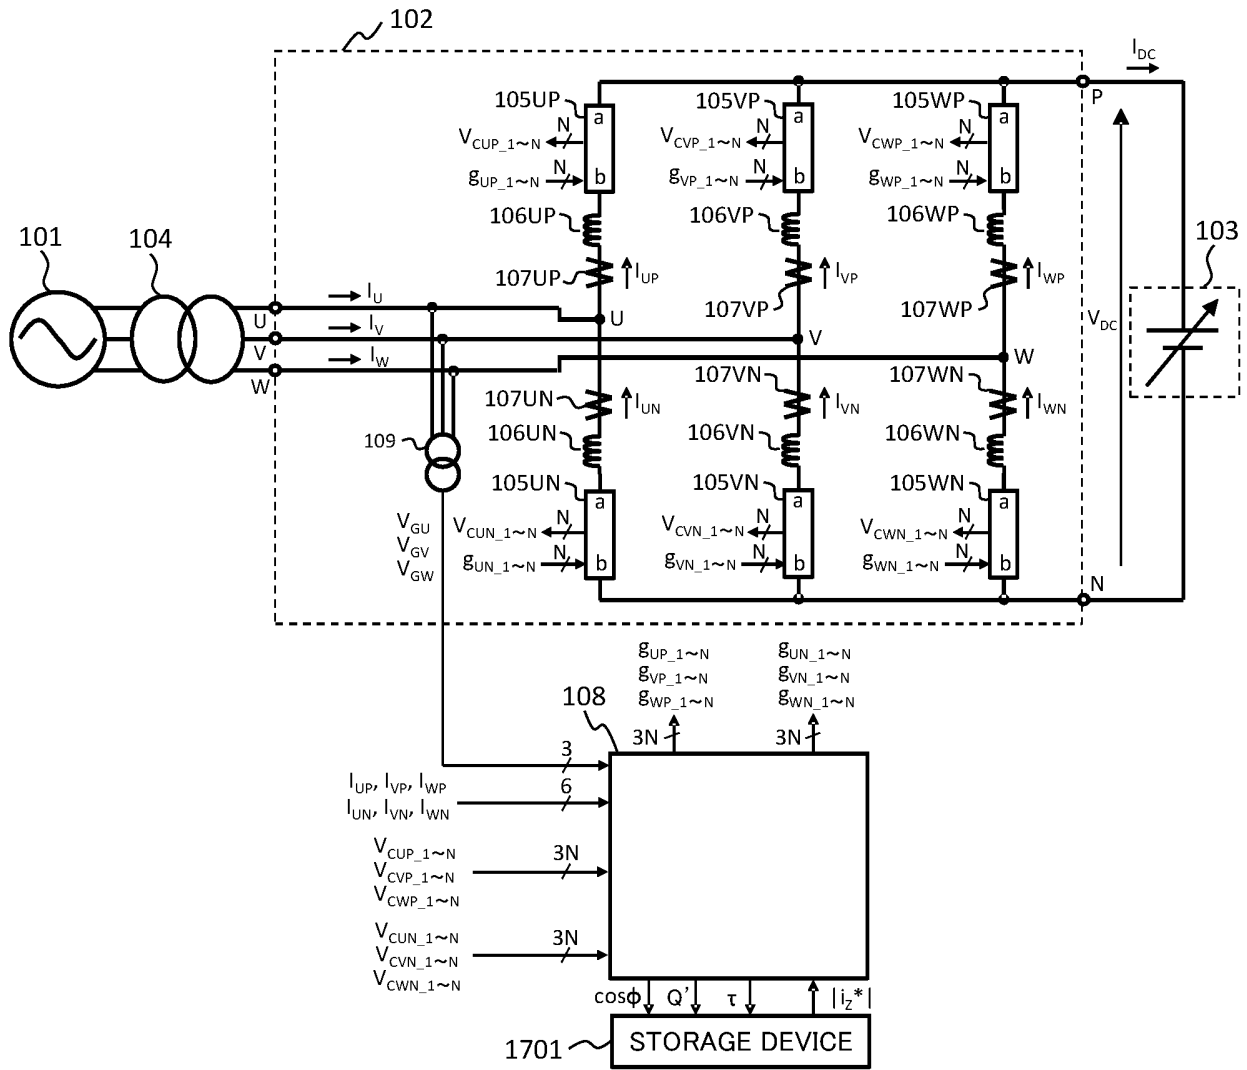 102
I_DC
P
105UP
a
V_CUP_1~N
N
g_UP_1~N
N
b
105VP
a
V_CVP_1~N
N
g_VP_1~N
N
b
105WP
a
V_CWP_1~N
N
g_WP_1~N
N
b
106UP
106VP
106WP
101
104
103
107UP
I_UP
I_VP
I_WP
107VP
107WP
I_U
U
U
I_V
V
V
I_W
W
W
V_DC
107UN
I_UN
107VN
I_VN
107WN
I_WN
109
106UN
106VN
106WN
105UN
a
V_CUN_1~N
N
g_UN_1~N
N
b
105VN
a
V_CVN_1~N
N
g_VN_1~N
N
b
105WN
a
V_CWN_1~N
N
g_WN_1~N
N
b
V_GU
V_GV
V_GW
N
g_UP_1~N
g_VP_1~N
g_WP_1~N
3N
g_UN_1~N
g_VN_1~N
g_WN_1~N
3N
108
3
I_UP, I_VP, I_WP
I_UN, I_VN, I_WN
6
V_CUP_1~N
V_CVP_1~N
V_CWP_1~N
3N
V_CUN_1~N
V_CVN_1~N
V_CWN_1~N
3N
cosϕ
Q'
τ
|i_Z*|
1701
STORAGE DEVICE